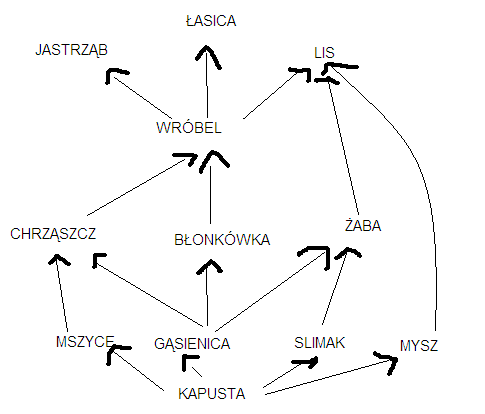 ŁASICA
JASTRZĄB
LIS
WRÓBEL
CHRZĄSZCZ
BŁONKÓWKA
ŻABA
MSZYCE
GĄSIENICA
SLIMAK
MYSZ
KAPUSTA